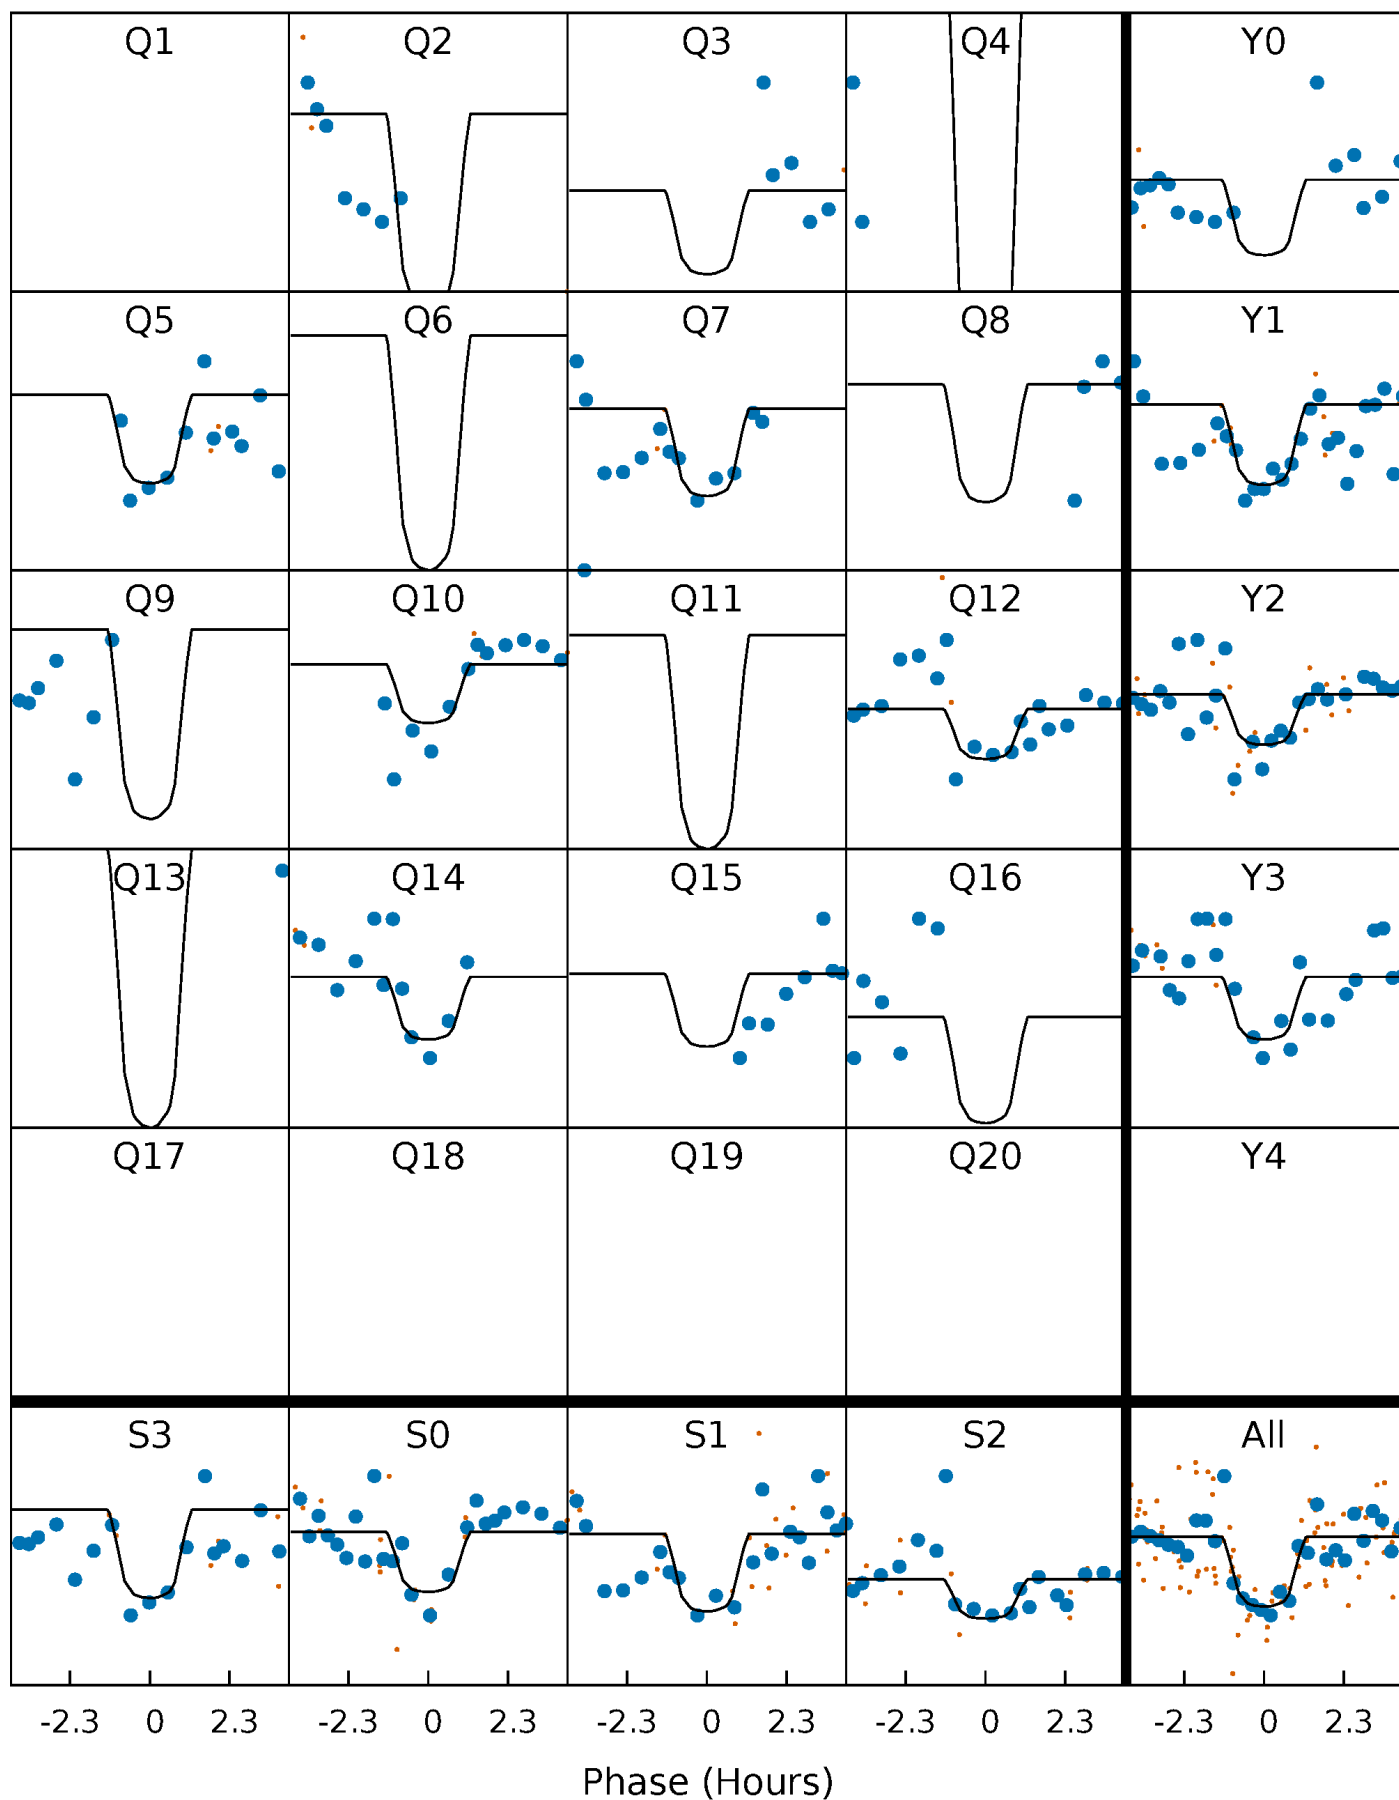 Q1 Q2 Q3 Q4 Y0
Q5 Q6 Q7 Q8 Y1
Q9 Q10 Q11 Q12 Y2
Q13 Q14 Q15 Q16 Y3
Q17 Q18 Q19 Q20 Y4
S3 S0 S1 S2 All
-2.3 0 2.3 -2.3 0 2.3 -2.3 0 2.3 -2.3 0 2.3 -2.3 0 2.3
Phase (Hours)